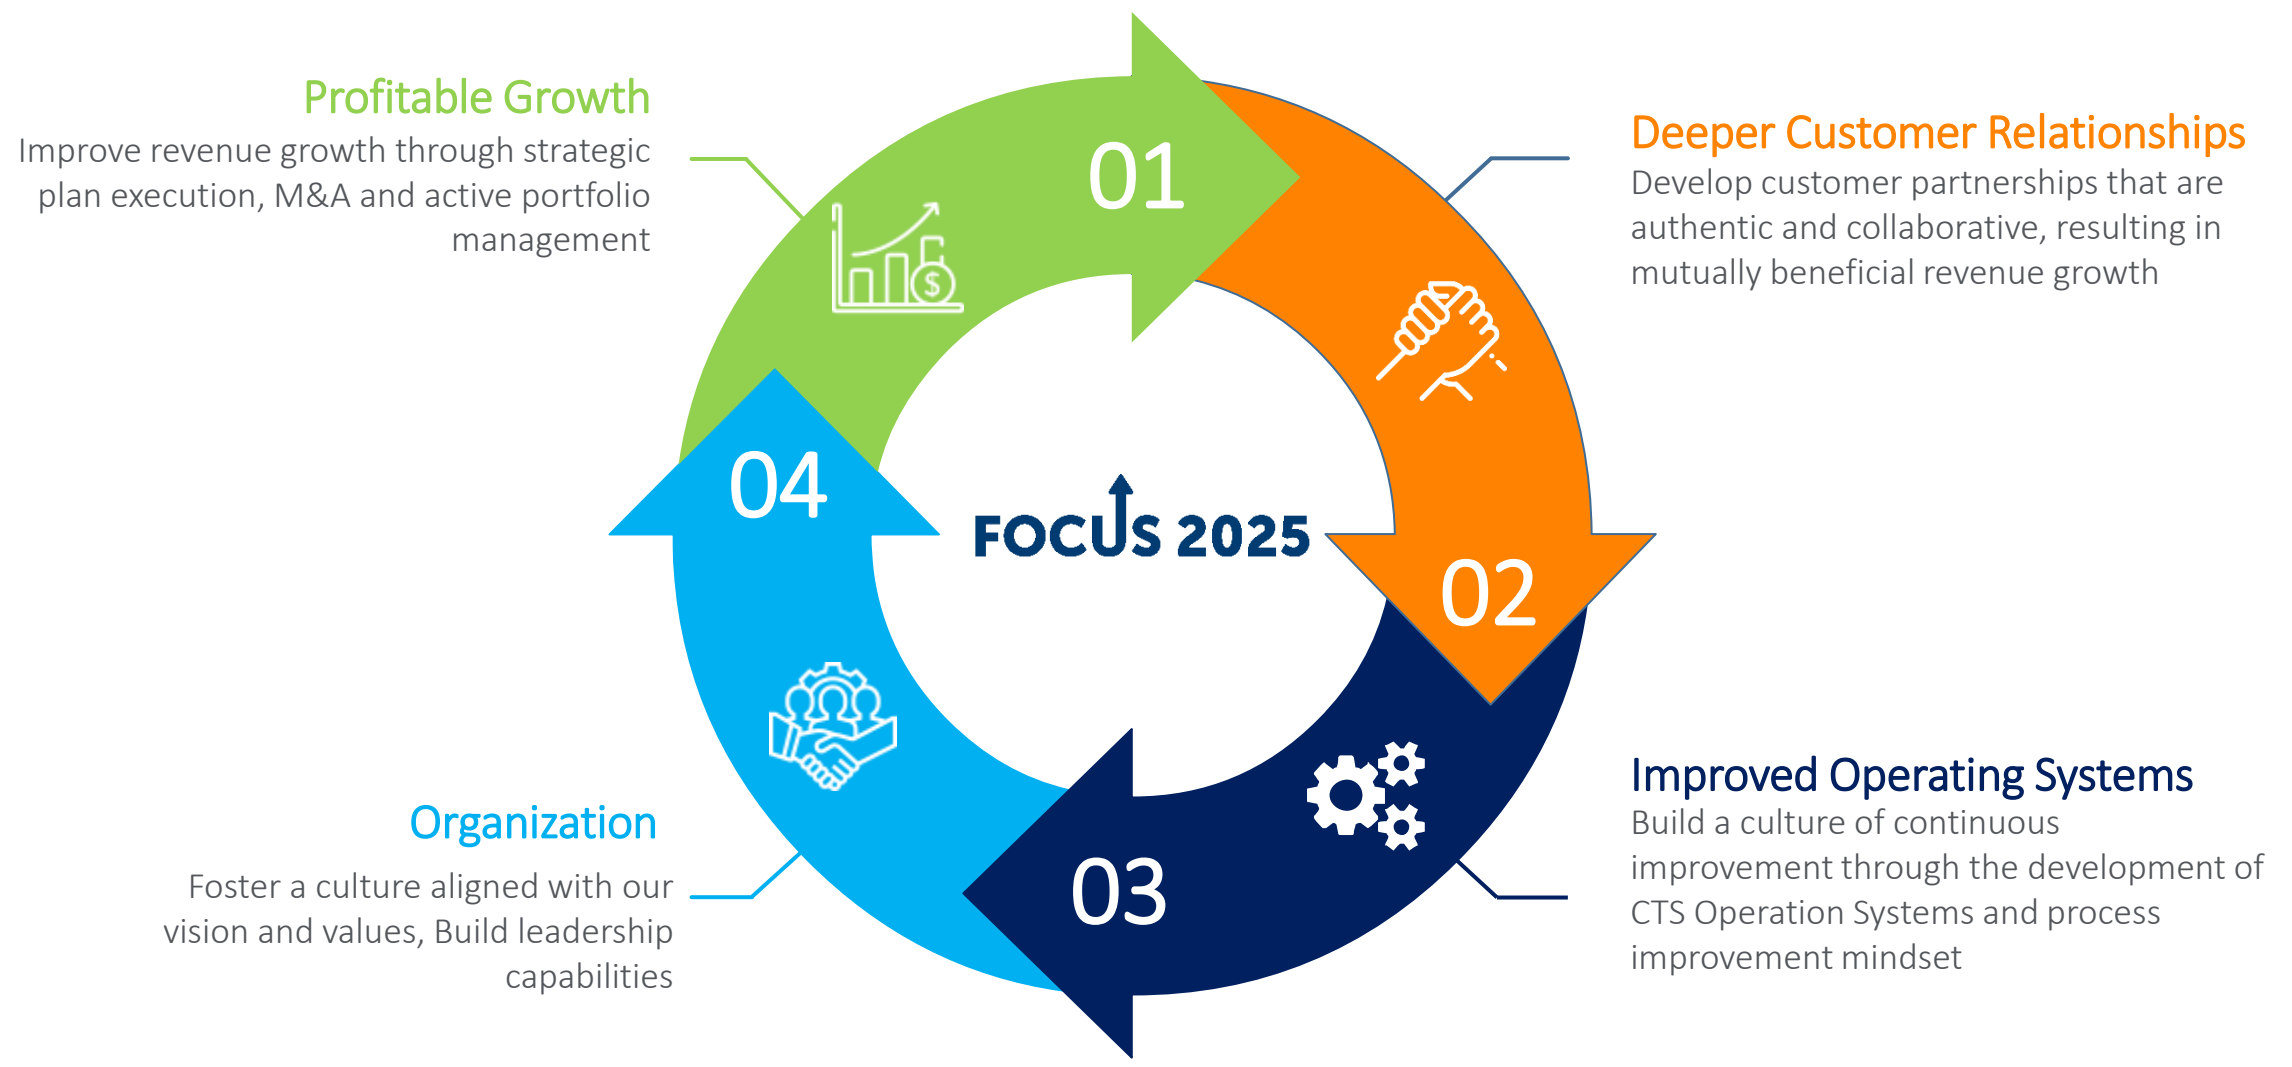 Profitable Growth
Improve revenue growth through strategic
plan execution, M&A and active portfolio
management
01
Deeper Customer Relationships
Develop customer partnerships that are
authentic and collaborative, resulting in
mutually beneficial revenue growth
02
FOCUS 2025
Improved Operating Systems
Build a culture of continuous
improvement through the development of
CTS Operation Systems and process
improvement mindset
03
Organization
Foster a culture aligned with our
vision and values, Build leadership
capabilities
04
$